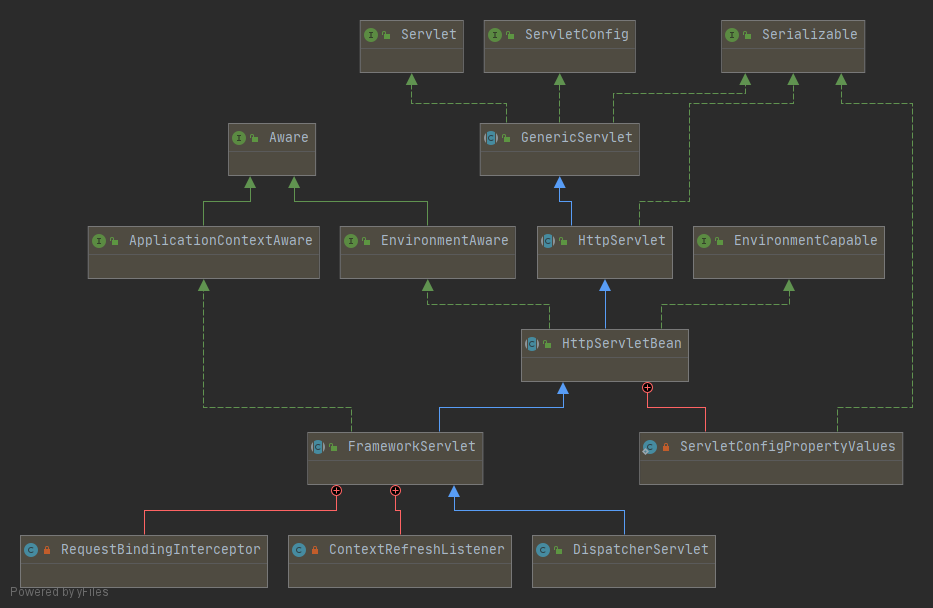 Servlet
ServletConfig
Serializable
Aware
GenericServlet
ApplicationContextAware
EnvironmentAware
HttpServlet
EnvironmentCapable
HttpServletBean
FrameworkServlet
ServletConfigPropertyValues
RequestBindingInterceptor
ContextRefreshListener
DispatcherServlet
Powered by yFiles